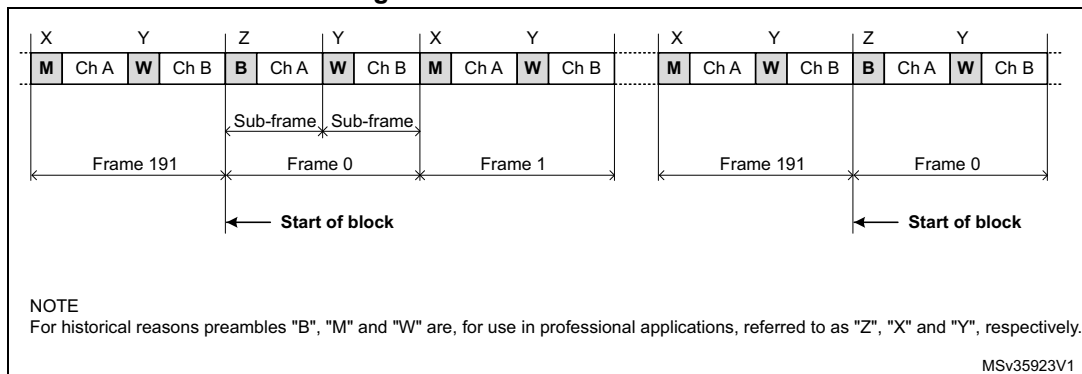 X Y Z Y X Y X Y Z Y
M Ch A W Ch B B Ch A W Ch B M Ch A W Ch B M Ch A W Ch B B Ch A W Ch B
Sub-frame Sub-frame
Frame 191 Frame 0 Frame 1 Frame 191 Frame 0
Start of block Start of block
NOTE
For historical reasons preambles "B", "M" and "W" are, for use in professional applications, referred to as "Z", "X" and "Y", respectively.
MSv35923V1